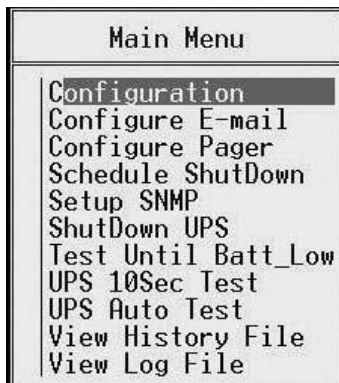 Main Menu
Configuration
Configure E-mail
Configure Pager
Schedule ShutDown
Setup SNMP
ShutDown UPS
Test Until Batt_Low
UPS 10Sec Test
UPS Auto Test
View History File
View Log File